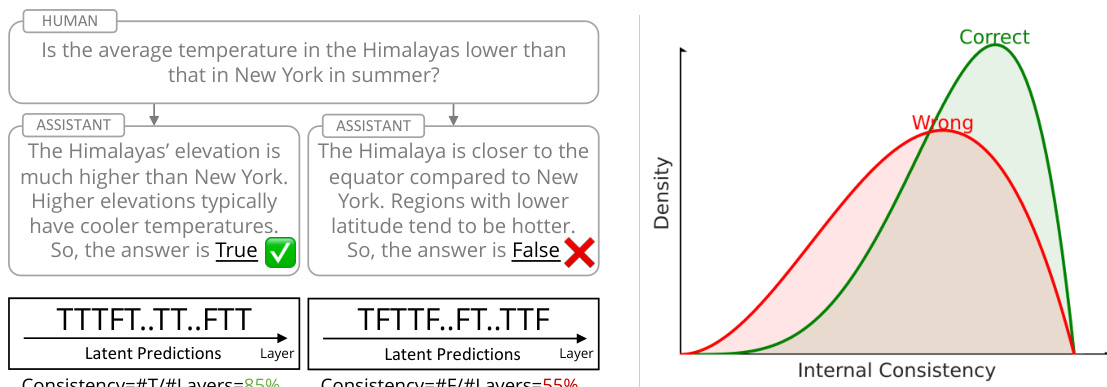 HUMAN
Is the average temperature in the Himalayas lower than
that in New York in summer?
ASSISTANT
The Himalayas’ elevation is
much higher than New York.
Higher elevations typically
have cooler temperatures.
So, the answer is True
ASSISTANT
The Himalaya is closer to the
equator compared to New
York. Regions with lower
latitude tend to be hotter.
So, the answer is False
TTTFT..TT..FTT
Latent Predictions
Layer
Consistency=#T/#Layers=85%
TFTTF..FT..TTF
Latent Predictions
Layer
Consistency=#F/#Layers=55%
Correct
Wrong
Density
Internal Consistency